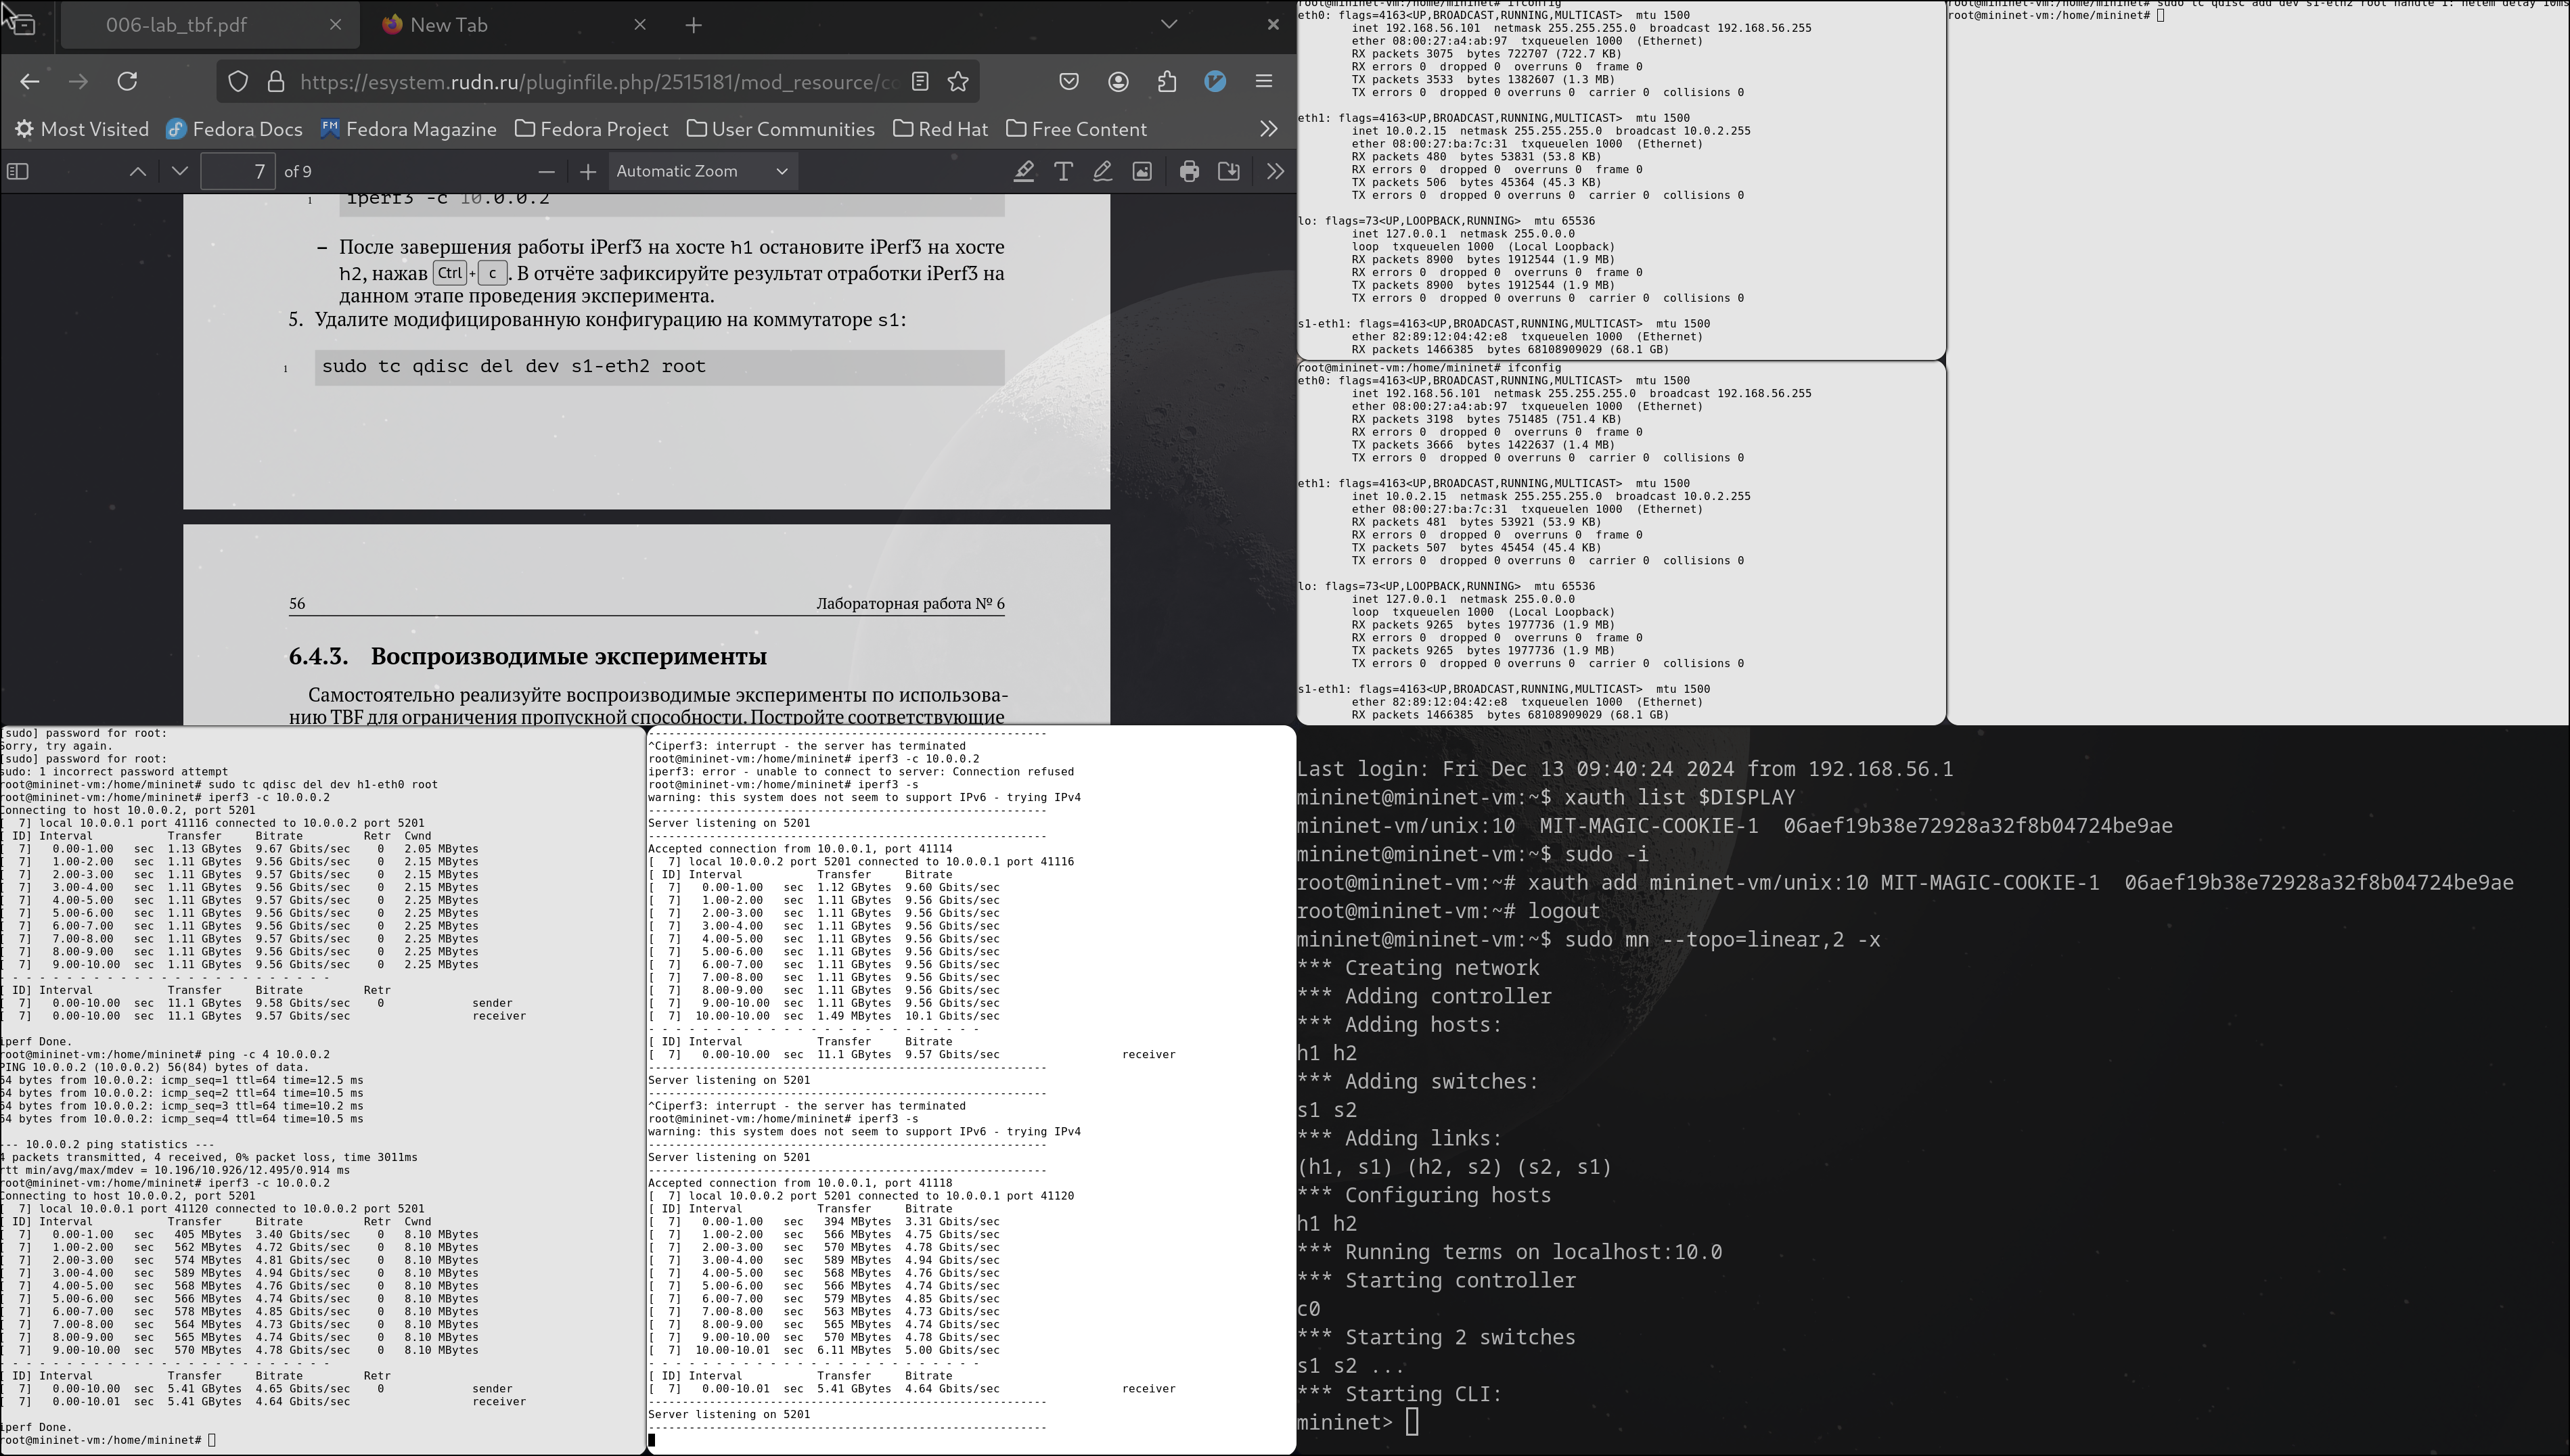 006-lab_tbf.pdf
New Tab
https://esystem.rudn.ru/pluginfile.php/2515181/mod_resource/co
Most Visited Fedora Docs Fedora Magazine Fedora Project User Communities Red Hat Free Content
7 of 9 Automatic Zoom
1 iperf3 -c 10.0.0.2
– После завершения работы iPerf3 на хосте h1 остановите iPerf3 на хосте
h2, нажав Ctrl + c . В отчёте зафиксируйте результат отработки iPerf3 на
данном этапе проведения эксперимента.
5. Удалите модифицированную конфигурацию на коммутаторе s1:
1 sudo tc qdisc del dev s1-eth2 root
56 Лабораторная работа № 6
6.4.3. Воспроизводимые эксперименты
Самостоятельно реализуйте воспроизводимые эксперименты по использова-
нию TBF для ограничения пропускной способности. Постройте соответствующие
root@mininet-vm:/home/mininet# ifconfig
eth0: flags=4163<UP,BROADCAST,RUNNING,MULTICAST> mtu 1500
inet 192.168.56.101 netmask 255.255.255.0 broadcast 192.168.56.255
ether 08:00:27:a4:ab:97 txqueuelen 1000 (Ethernet)
RX packets 3075 bytes 722707 (722.7 KB)
RX errors 0 dropped 0 overruns 0 frame 0
TX packets 3533 bytes 1382607 (1.3 MB)
TX errors 0 dropped 0 overruns 0 carrier 0 collisions 0
eth1: flags=4163<UP,BROADCAST,RUNNING,MULTICAST> mtu 1500
inet 10.0.2.15 netmask 255.255.255.0 broadcast 10.0.2.255
ether 08:00:27:ba:7c:31 txqueuelen 1000 (Ethernet)
RX packets 480 bytes 53831 (53.8 KB)
RX errors 0 dropped 0 overruns 0 frame 0
TX packets 506 bytes 45364 (45.3 KB)
TX errors 0 dropped 0 overruns 0 carrier 0 collisions 0
lo: flags=73<UP,LOOPBACK,RUNNING> mtu 65536
inet 127.0.0.1 netmask 255.0.0.0
loop txqueuelen 1000 (Local Loopback)
RX packets 8900 bytes 1912544 (1.9 MB)
RX errors 0 dropped 0 overruns 0 frame 0
TX packets 8900 bytes 1912544 (1.9 MB)
TX errors 0 dropped 0 overruns 0 carrier 0 collisions 0
s1-eth1: flags=4163<UP,BROADCAST,RUNNING,MULTICAST> mtu 1500
ether 82:89:12:04:42:e8 txqueuelen 1000 (Ethernet)
RX packets 1466385 bytes 68108909029 (68.1 GB)
root@mininet-vm:/home/mininet# sudo tc qdisc add dev s1-eth2 root handle 1: netem delay 10ms
root@mininet-vm:/home/mininet#
root@mininet-vm:/home/mininet# ifconfig
eth0: flags=4163<UP,BROADCAST,RUNNING,MULTICAST> mtu 1500
inet 192.168.56.101 netmask 255.255.255.0 broadcast 192.168.56.255
ether 08:00:27:a4:ab:97 txqueuelen 1000 (Ethernet)
RX packets 3198 bytes 751485 (751.4 KB)
RX errors 0 dropped 0 overruns 0 frame 0
TX packets 3666 bytes 1422637 (1.4 MB)
TX errors 0 dropped 0 overruns 0 carrier 0 collisions 0
eth1: flags=4163<UP,BROADCAST,RUNNING,MULTICAST> mtu 1500
inet 10.0.2.15 netmask 255.255.255.0 broadcast 10.0.2.255
ether 08:00:27:ba:7c:31 txqueuelen 1000 (Ethernet)
RX packets 481 bytes 53921 (53.9 KB)
RX errors 0 dropped 0 overruns 0 frame 0
TX packets 507 bytes 45454 (45.4 KB)
TX errors 0 dropped 0 overruns 0 carrier 0 collisions 0
lo: flags=73<UP,LOOPBACK,RUNNING> mtu 65536
inet 127.0.0.1 netmask 255.0.0.0
loop txqueuelen 1000 (Local Loopback)
RX packets 9265 bytes 1977736 (1.9 MB)
RX errors 0 dropped 0 overruns 0 frame 0
TX packets 9265 bytes 1977736 (1.9 MB)
TX errors 0 dropped 0 overruns 0 carrier 0 collisions 0
s1-eth1: flags=4163<UP,BROADCAST,RUNNING,MULTICAST> mtu 1500
ether 82:89:12:04:42:e8 txqueuelen 1000 (Ethernet)
RX packets 1466385 bytes 68108909029 (68.1 GB)
[sudo] password for root:
Sorry, try again.
[sudo] password for root:
sudo: 1 incorrect password attempt
root@mininet-vm:/home/mininet# sudo tc qdisc del dev h1-eth0 root
root@mininet-vm:/home/mininet# iperf3 -c 10.0.0.2
Connecting to host 10.0.0.2, port 5201
[ 7] local 10.0.0.1 port 41116 connected to 10.0.0.2 port 5201
[ ID] Interval Transfer Bitrate Retr Cwnd
[ 7] 0.00-1.00 sec 1.13 GBytes 9.67 Gbits/sec 0 2.05 MBytes
[ 7] 1.00-2.00 sec 1.11 GBytes 9.56 Gbits/sec 0 2.15 MBytes
[ 7] 2.00-3.00 sec 1.11 GBytes 9.57 Gbits/sec 0 2.15 MBytes
[ 7] 3.00-4.00 sec 1.11 GBytes 9.56 Gbits/sec 0 2.15 MBytes
[ 7] 4.00-5.00 sec 1.11 GBytes 9.57 Gbits/sec 0 2.25 MBytes
[ 7] 5.00-6.00 sec 1.11 GBytes 9.56 Gbits/sec 0 2.25 MBytes
[ 7] 6.00-7.00 sec 1.11 GBytes 9.56 Gbits/sec 0 2.25 MBytes
[ 7] 7.00-8.00 sec 1.11 GBytes 9.57 Gbits/sec 0 2.25 MBytes
[ 7] 8.00-9.00 sec 1.11 GBytes 9.56 Gbits/sec 0 2.25 MBytes
[ 7] 9.00-10.00 sec 1.11 GBytes 9.56 Gbits/sec 0 2.25 MBytes
- - - - - - - - - - - - - - - - - - - - - - - - -
[ ID] Interval Transfer Bitrate Retr
[ 7] 0.00-10.00 sec 11.1 GBytes 9.58 Gbits/sec 0 sender
[ 7] 0.00-10.00 sec 11.1 GBytes 9.57 Gbits/sec receiver
iperf Done.
root@mininet-vm:/home/mininet# ping -c 4 10.0.0.2
PING 10.0.0.2 (10.0.0.2) 56(84) bytes of data.
64 bytes from 10.0.0.2: icmp_seq=1 ttl=64 time=12.5 ms
64 bytes from 10.0.0.2: icmp_seq=2 ttl=64 time=10.5 ms
64 bytes from 10.0.0.2: icmp_seq=3 ttl=64 time=10.2 ms
64 bytes from 10.0.0.2: icmp_seq=4 ttl=64 time=10.5 ms
--- 10.0.0.2 ping statistics ---
4 packets transmitted, 4 received, 0% packet loss, time 3011ms
rtt min/avg/max/mdev = 10.196/10.926/12.495/0.914 ms
root@mininet-vm:/home/mininet# iperf3 -c 10.0.0.2
Connecting to host 10.0.0.2, port 5201
[ 7] local 10.0.0.1 port 41120 connected to 10.0.0.2 port 5201
[ ID] Interval Transfer Bitrate Retr Cwnd
[ 7] 0.00-1.00 sec 405 MBytes 3.40 Gbits/sec 0 8.10 MBytes
[ 7] 1.00-2.00 sec 562 MBytes 4.72 Gbits/sec 0 8.10 MBytes
[ 7] 2.00-3.00 sec 574 MBytes 4.81 Gbits/sec 0 8.10 MBytes
[ 7] 3.00-4.00 sec 589 MBytes 4.94 Gbits/sec 0 8.10 MBytes
[ 7] 4.00-5.00 sec 568 MBytes 4.76 Gbits/sec 0 8.10 MBytes
[ 7] 5.00-6.00 sec 566 MBytes 4.74 Gbits/sec 0 8.10 MBytes
[ 7] 6.00-7.00 sec 578 MBytes 4.85 Gbits/sec 0 8.10 MBytes
[ 7] 7.00-8.00 sec 564 MBytes 4.73 Gbits/sec 0 8.10 MBytes
[ 7] 8.00-9.00 sec 565 MBytes 4.74 Gbits/sec 0 8.10 MBytes
[ 7] 9.00-10.00 sec 570 MBytes 4.78 Gbits/sec 0 8.10 MBytes
- - - - - - - - - - - - - - - - - - - - - - - - -
[ ID] Interval Transfer Bitrate Retr
[ 7] 0.00-10.00 sec 5.41 GBytes 4.65 Gbits/sec 0 sender
[ 7] 0.00-10.01 sec 5.41 GBytes 4.64 Gbits/sec receiver
iperf Done.
root@mininet-vm:/home/mininet#
-----------------------------------------------------------
^Ciperf3: interrupt - the server has terminated
root@mininet-vm:/home/mininet# iperf3 -c 10.0.0.2
iperf3: error - unable to connect to server: Connection refused
root@mininet-vm:/home/mininet# iperf3 -s
warning: this system does not seem to support IPv6 - trying IPv4
-----------------------------------------------------------
Server listening on 5201
-----------------------------------------------------------
Accepted connection from 10.0.0.1, port 41114
[ 7] local 10.0.0.2 port 5201 connected to 10.0.0.1 port 41116
[ ID] Interval Transfer Bitrate
[ 7] 0.00-1.00 sec 1.12 GBytes 9.60 Gbits/sec
[ 7] 1.00-2.00 sec 1.11 GBytes 9.56 Gbits/sec
[ 7] 2.00-3.00 sec 1.11 GBytes 9.56 Gbits/sec
[ 7] 3.00-4.00 sec 1.11 GBytes 9.56 Gbits/sec
[ 7] 4.00-5.00 sec 1.11 GBytes 9.56 Gbits/sec
[ 7] 5.00-6.00 sec 1.11 GBytes 9.56 Gbits/sec
[ 7] 6.00-7.00 sec 1.11 GBytes 9.56 Gbits/sec
[ 7] 7.00-8.00 sec 1.11 GBytes 9.56 Gbits/sec
[ 7] 8.00-9.00 sec 1.11 GBytes 9.56 Gbits/sec
[ 7] 9.00-10.00 sec 1.11 GBytes 9.56 Gbits/sec
[ 7] 10.00-10.00 sec 1.49 MBytes 10.1 Gbits/sec
- - - - - - - - - - - - - - - - - - - - - - - - -
[ ID] Interval Transfer Bitrate
[ 7] 0.00-10.00 sec 11.1 GBytes 9.57 Gbits/sec receiver
-----------------------------------------------------------
Server listening on 5201
-----------------------------------------------------------
^Ciperf3: interrupt - the server has terminated
root@mininet-vm:/home/mininet# iperf3 -s
warning: this system does not seem to support IPv6 - trying IPv4
-----------------------------------------------------------
Server listening on 5201
-----------------------------------------------------------
Accepted connection from 10.0.0.1, port 41118
[ 7] local 10.0.0.2 port 5201 connected to 10.0.0.1 port 41120
[ ID] Interval Transfer Bitrate
[ 7] 0.00-1.00 sec 394 MBytes 3.31 Gbits/sec
[ 7] 1.00-2.00 sec 566 MBytes 4.75 Gbits/sec
[ 7] 2.00-3.00 sec 570 MBytes 4.78 Gbits/sec
[ 7] 3.00-4.00 sec 589 MBytes 4.94 Gbits/sec
[ 7] 4.00-5.00 sec 568 MBytes 4.76 Gbits/sec
[ 7] 5.00-6.00 sec 566 MBytes 4.74 Gbits/sec
[ 7] 6.00-7.00 sec 579 MBytes 4.85 Gbits/sec
[ 7] 7.00-8.00 sec 563 MBytes 4.73 Gbits/sec
[ 7] 8.00-9.00 sec 565 MBytes 4.74 Gbits/sec
[ 7] 9.00-10.00 sec 570 MBytes 4.78 Gbits/sec
[ 7] 10.00-10.01 sec 6.11 MBytes 5.00 Gbits/sec
- - - - - - - - - - - - - - - - - - - - - - - - -
[ ID] Interval Transfer Bitrate
[ 7] 0.00-10.01 sec 5.41 GBytes 4.64 Gbits/sec receiver
-----------------------------------------------------------
Server listening on 5201
-----------------------------------------------------------
Last login: Fri Dec 13 09:40:24 2024 from 192.168.56.1
mininet@mininet-vm:~$ xauth list $DISPLAY
mininet-vm/unix:10 MIT-MAGIC-COOKIE-1 06aef19b38e72928a32f8b04724be9ae
mininet@mininet-vm:~$ sudo -i
root@mininet-vm:~# xauth add mininet-vm/unix:10 MIT-MAGIC-COOKIE-1 06aef19b38e72928a32f8b04724be9ae
root@mininet-vm:~# logout
mininet@mininet-vm:~$ sudo mn --topo=linear,2 -x
*** Creating network
*** Adding controller
*** Adding hosts:
h1 h2
*** Adding switches:
s1 s2
*** Adding links:
(h1, s1) (h2, s2) (s2, s1)
*** Configuring hosts
h1 h2
*** Running terms on localhost:10.0
*** Starting controller
c0
*** Starting 2 switches
s1 s2 ...
*** Starting CLI:
mininet>